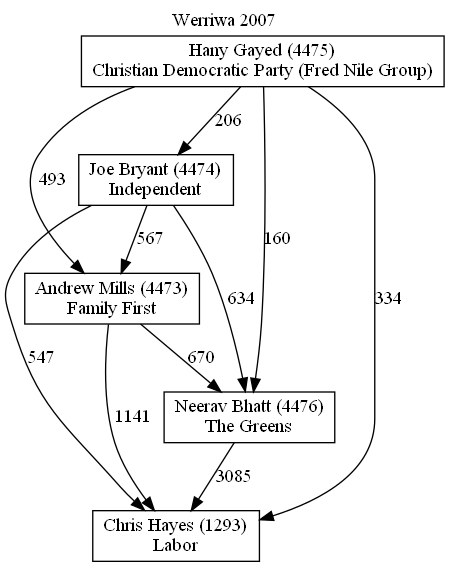 Werriwa 2007
Hany Gayed (4475)
Christian Democratic Party (Fred Nile Group)
206
Joe Bryant (4474)
Independent
493
567
160
334
634
Andrew Mills (4473)
Family First
547
670
1141
Neerav Bhatt (4476)
The Greens
3085
Chris Hayes (1293)
Labor